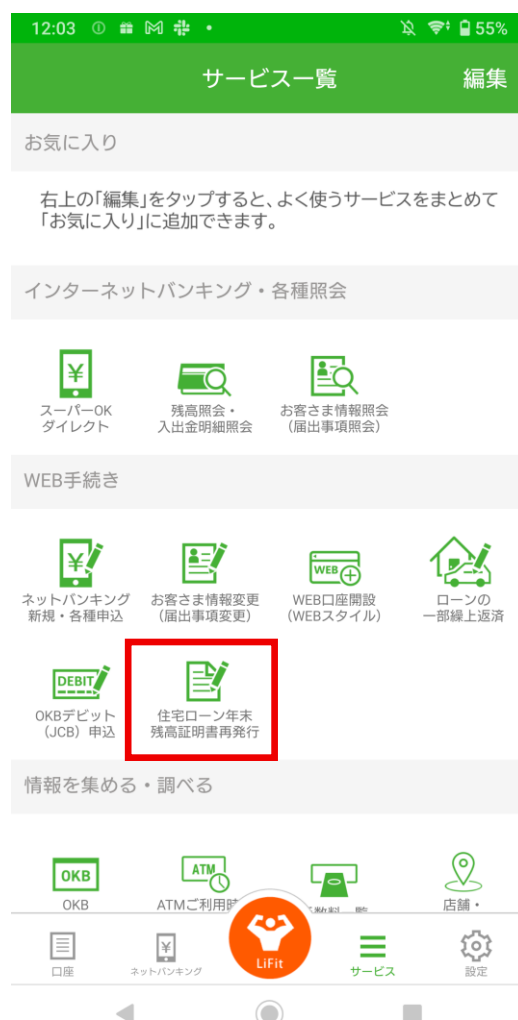 12:03
55%
サービス一覧
編集
お気に入り
右上の「編集」をタップすると、よく使うサービスをまとめて
「お気に入り」に追加できます。
インターネットバンキング・各種照会
スーパーOK
ダイレクト
残高照会・
入出金明細照会
お客さま情報照会
（届出事項照会）
WEB手続き
ネットバンキング
新規・各種申込
お客さま情報変更
（届出事項変更）
WEB
WEB口座開設
（WEBスタイル）
ローンの
一部繰上返済
DEBIT
OKBデビット
（JCB）申込
住宅ローン年末
残高証明書再発行
情報を集める・調べる
OKB
OKB
ATM
ATMご利用時
店舗・
口座
ネットバンキング
LiFit
サービス
設定